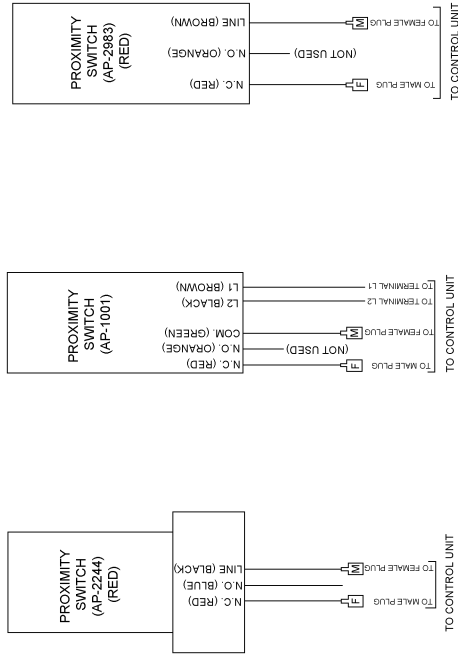 PROXIMITY
SWITCH
(AP-2983)
(RED)
LINE (BROWN)
N.O. (ORANGE)
N.C. (RED)
(NOT USED)
M
TO FEMALE PLUG
F
TO MALE PLUG
TO CONTROL UNIT
PROXIMITY
SWITCH
(AP-1001)
L1 (BROWN)
L2 (BLACK)
COM. (GREEN)
N.O. (ORANGE)
N.C. (RED)
TO TERMINAL L1
TO TERMINAL L2
M
TO FEMALE PLUG
(NOT USED)
F
TO MALE PLUG
TO CONTROL UNIT
PROXIMITY
SWITCH
(AP-2244)
(RED)
LINE (BLACK)
N.O. (BLUE)
N.C. (RED)
M
TO FEMALE PLUG
F
TO MALE PLUG
TO CONTROL UNIT